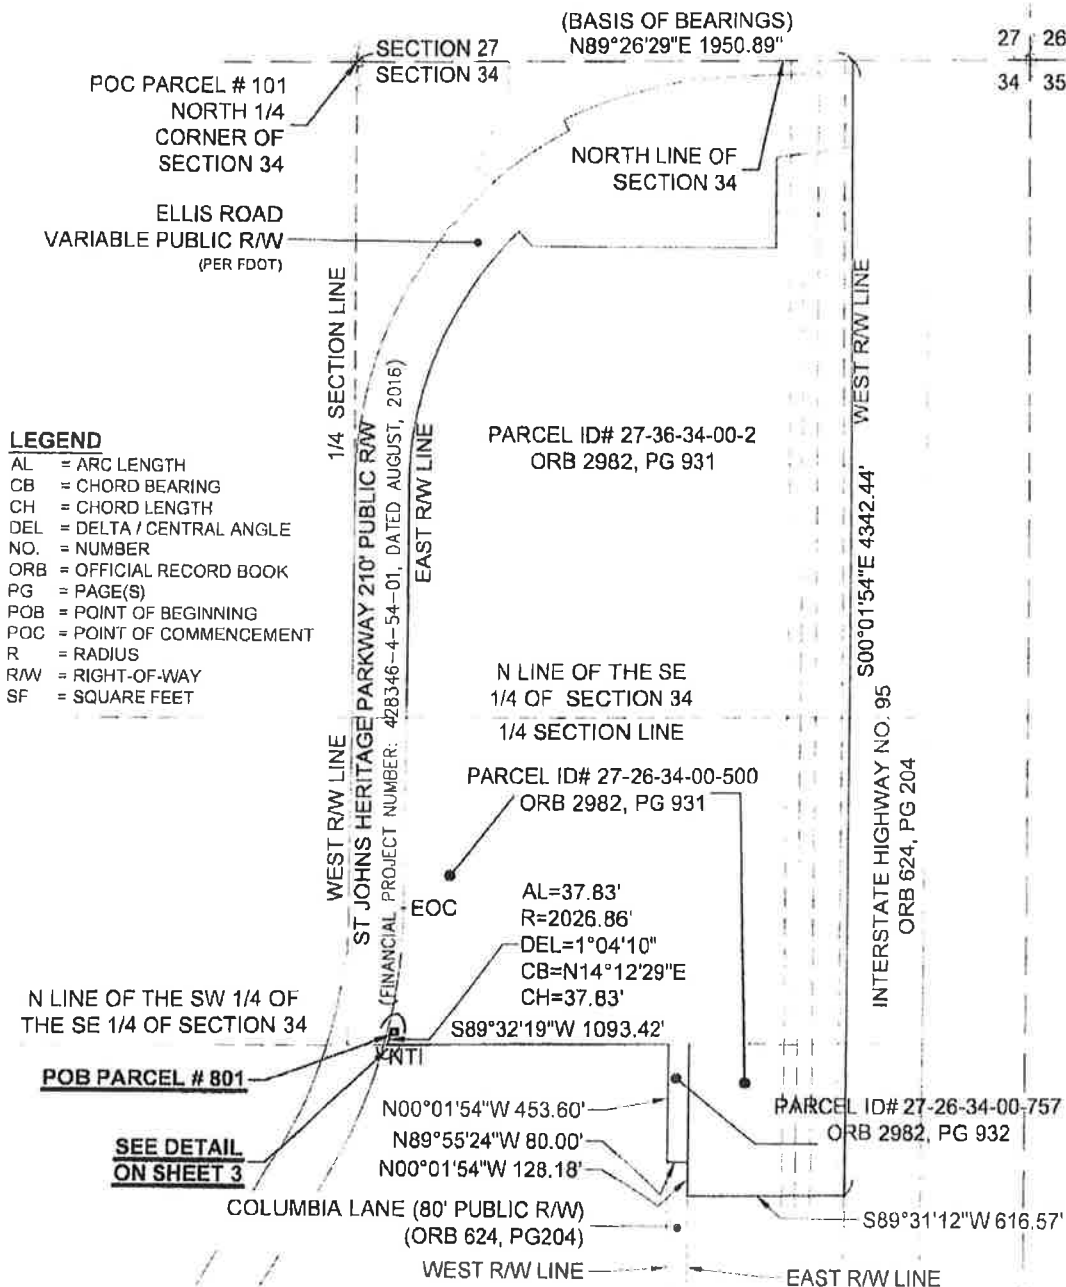 (BASIS OF BEARINGS)
N89°26'29"E 1950.89'
27 26
34 35
SECTION 27
SECTION 34
POC PARCEL # 101
NORTH 1/4
CORNER OF
SECTION 34
NORTH LINE OF
SECTION 34
ELLIS ROAD
VARIABLE PUBLIC R/W
(PER FDOT)
1/4 SECTION LINE
WEST R/W LINE
ST JOHNS HERITAGE PARKWAY 210' PUBLIC R/W
(FINANCIAL PROJECT NUMBER: 428346-4-54-01, DATED AUGUST, 2016)
EAST R/W LINE
PARCEL ID# 27-36-34-00-2
ORB 2982, PG 931
WEST R/W LINE
S00°01'54"E 4342.44'
INTERSTATE HIGHWAY NO. 95
ORB 624, PG 204
LEGEND
AL = ARC LENGTH
CB = CHORD BEARING
CH = CHORD LENGTH
DEL = DELTA / CENTRAL ANGLE
NO. = NUMBER
ORB = OFFICIAL RECORD BOOK
PG = PAGE(S)
POB = POINT OF BEGINNING
POC = POINT OF COMMENCEMENT
R = RADIUS
R/W = RIGHT-OF-WAY
SF = SQUARE FEET
N LINE OF THE SE
1/4 OF SECTION 34
1/4 SECTION LINE
PARCEL ID# 27-26-34-00-500
ORB 2982, PG 931
EOC
AL=37.83'
R=2026.86'
DEL=1°04'10"
CB=N14°12'29"E
CH=37.83'
N LINE OF THE SW 1/4 OF
THE SE 1/4 OF SECTION 34
S89°32'19"W 1093.42'
POB PARCEL # 801
NTI
N00°01'54"W 453.60'
PARCEL ID# 27-26-34-00-757
ORB 2982, PG 932
N89°55'24"W 80.00'
N00°01'54"W 128.18'
SEE DETAIL
ON SHEET 3
COLUMBIA LANE (80' PUBLIC R/W)
(ORB 624, PG204)
S89°31'12"W 616.57'
WEST R/W LINE
EAST R/W LINE